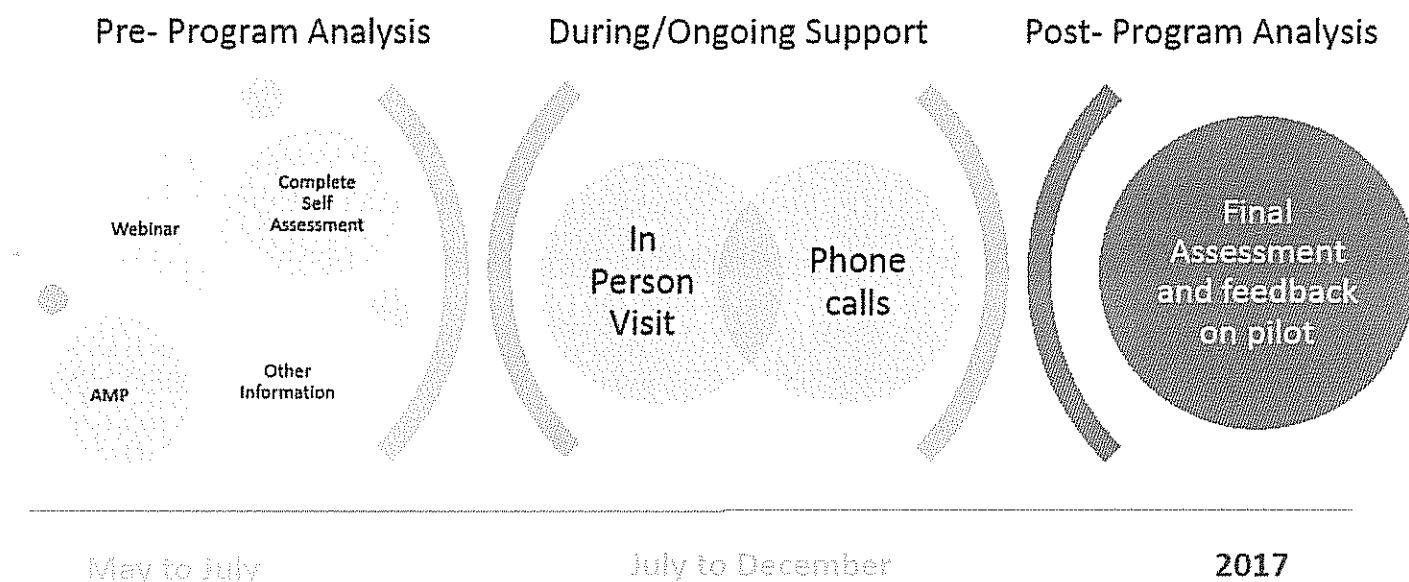 Pre- Program Analysis
During/Ongoing Support
Post- Program Analysis
Webinar
Complete
Self
Assessment
AMP
Other
Information
In
Person
Visit
Phone
calls
Final
Assessment
and feedback
on pilot
May to July
July to December
2017